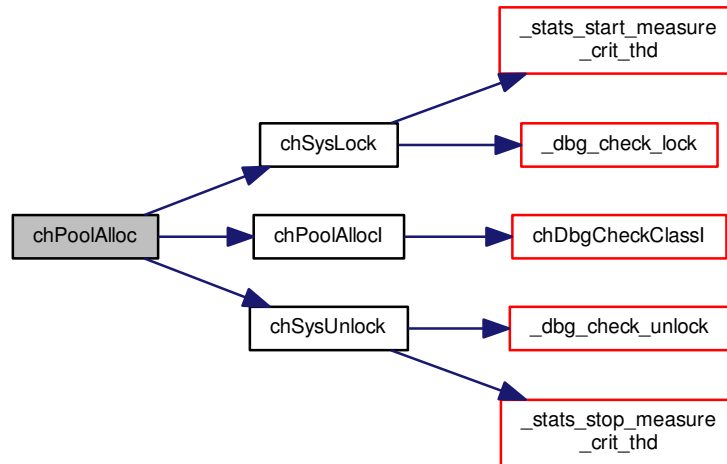 _stats_start_measure
_crit_thd
chSysLock
_dbg_check_lock
chPoolAlloc
chPoolAllocI
chDbgCheckClassI
chSysUnlock
_dbg_check_unlock
_stats_stop_measure
_crit_thd